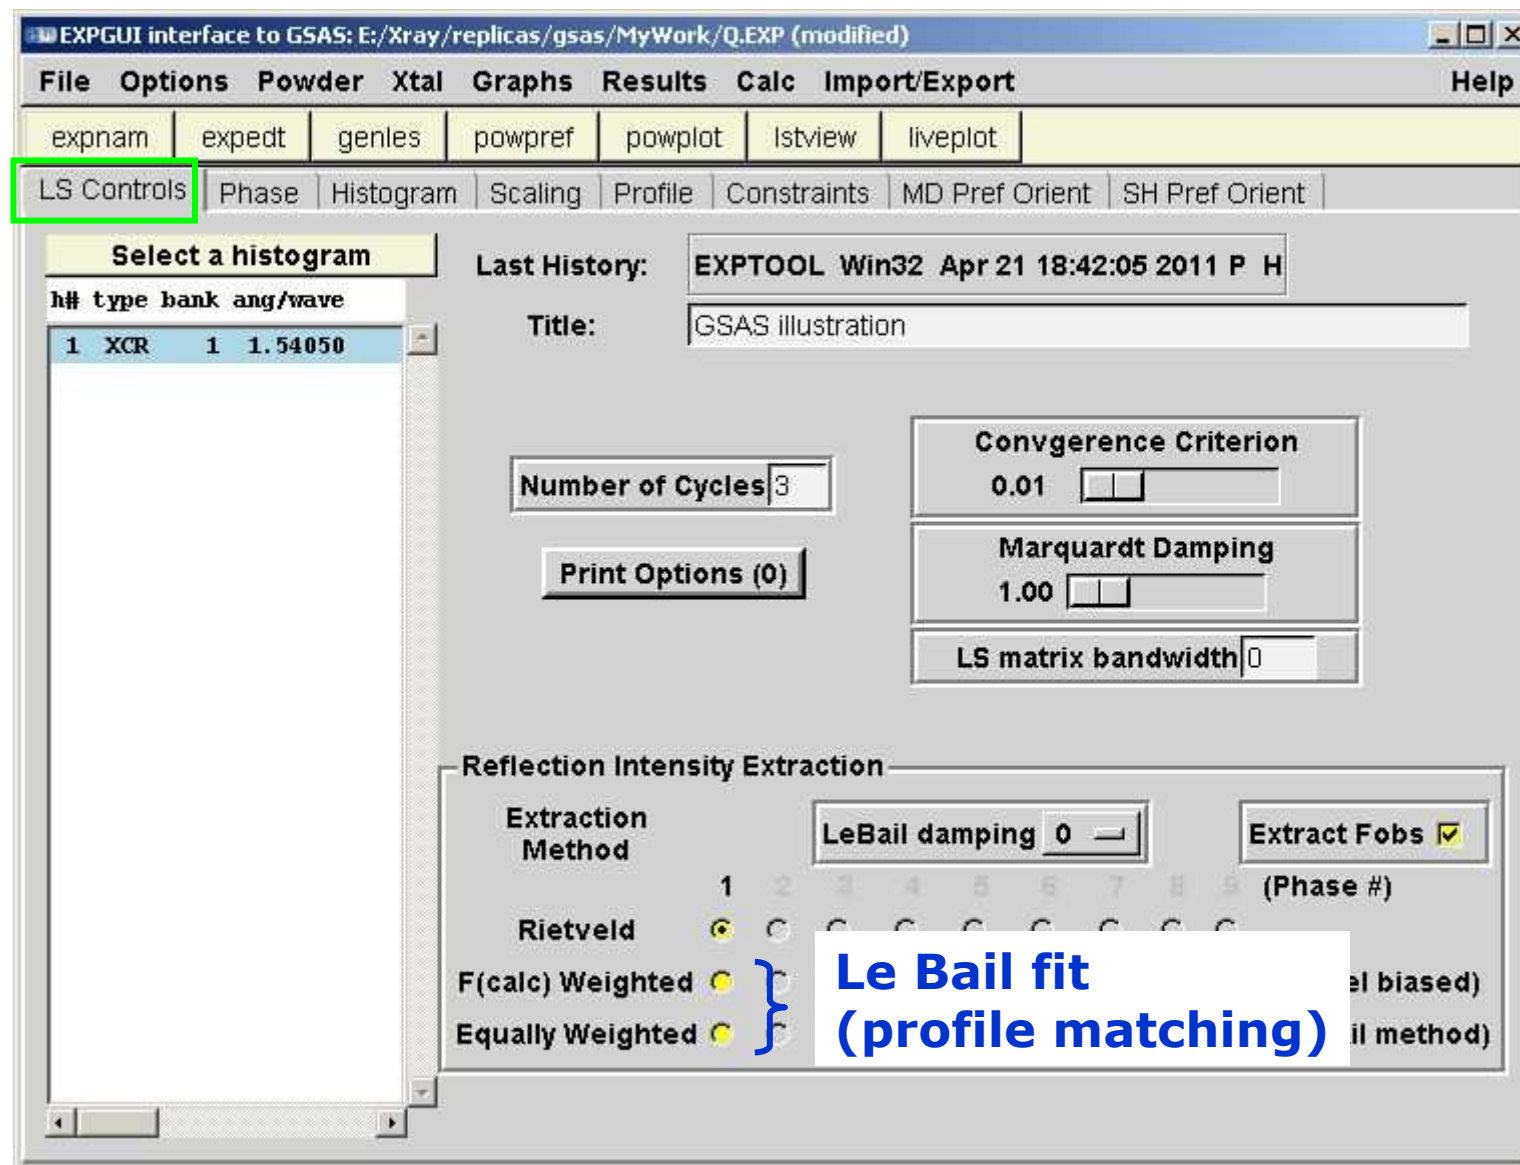 EXPGUI interface to GSAS: E:/Xray/replicas/gsas/MyWork/Q.EXP (modified)
File Options Powder Xtal Graphs Results Calc Import/Export Help
expnam expedt genles powpref powplot lstview liveplot
LS Controls Phase Histogram Scaling Profile Constraints MD Pref Orient SH Pref Orient
Select a histogram
h# type bank ang/wave
1 XCR 1 1.54050
Last History: EXPTOOL Win32 Apr 21 18:42:05 2011 P H
Title: GSAS illustration
Number of Cycles 3
Print Options (0)
Convgerence Criterion
0.01
Marquardt Damping
1.00
LS matrix bandwidth 0
Reflection Intensity Extraction
Extraction
Method
LeBail damping 0
Extract Fobs
1 2 3 4 5 6 7 8 9 (Phase #)
Rietveld
F(calc) Weighted el biased)
Equally Weighted il method)
Le Bail fit
(profile matching)